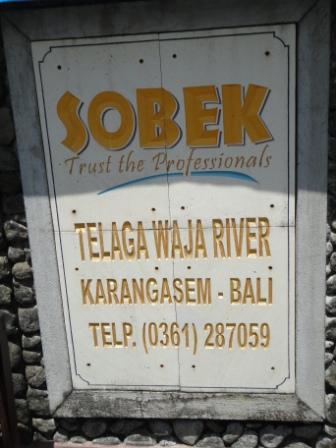 SOBEK
Trust the Professionals
TELAGA WAJA RIVER
KARANGASEM - BALI
TELP. (0361) 287059